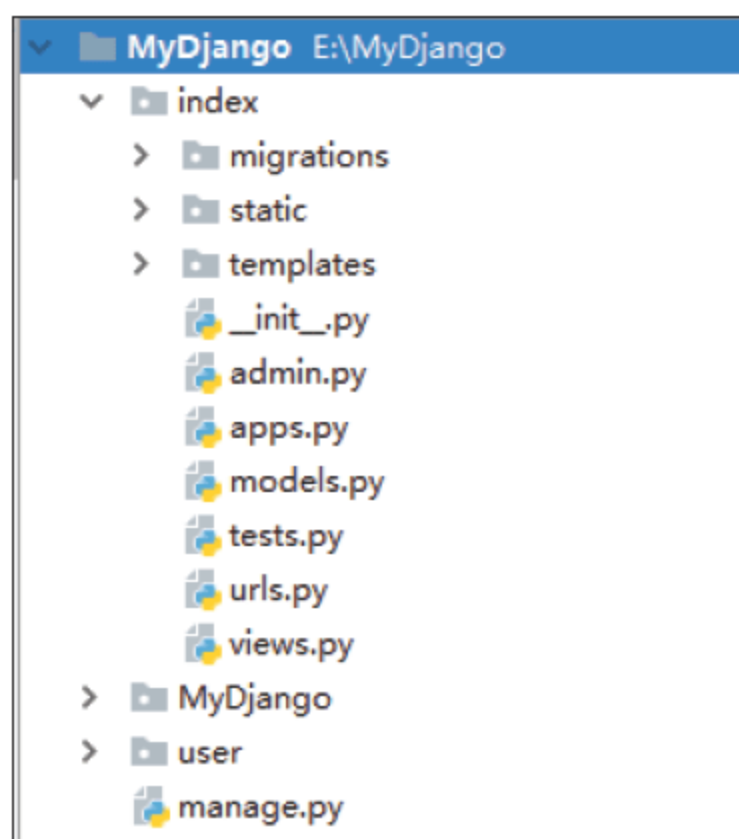 MyDjango E:\MyDjango
index
migrations
static
templates
__init__.py
admin.py
apps.py
models.py
tests.py
urls.py
views.py
MyDjango
user
manage.py